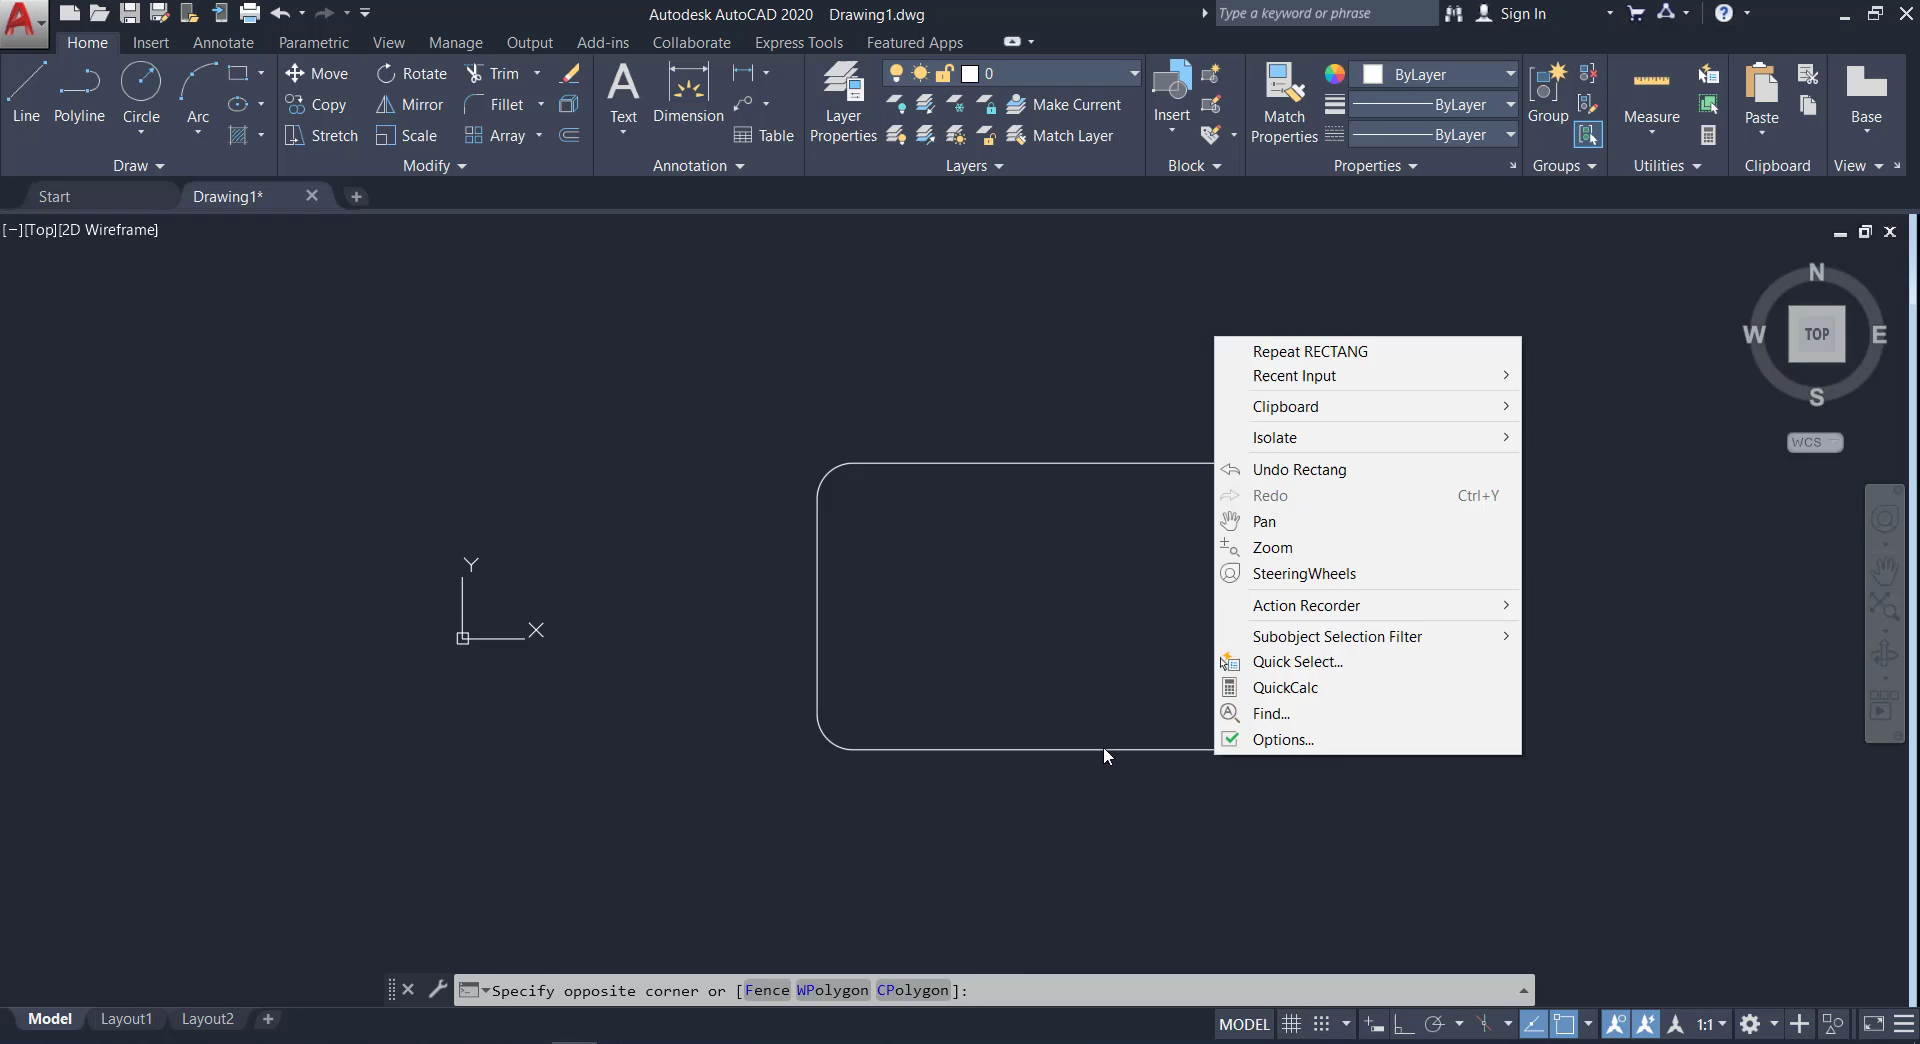 Autodesk AutoCAD 2020 Drawing1.dwg
Type a keyword or phrase
Sign In
Home Insert Annotate Parametric View Manage Output Add-ins Collaborate Express Tools Featured Apps
Line Polyline Circle Arc
Move Rotate Trim
Copy Mirror Fillet
Stretch Scale Array
Text Dimension Table
Layer Properties
0
Make Current
Match Layer
Insert
Match Properties
ByLayer
ByLayer
ByLayer
Group
Measure
Paste
Base
Draw Modify Annotation Layers Block Properties Groups Utilities Clipboard View
Start Drawing1*
[−][Top][2D Wireframe]
N
W TOP E
S
WCS
Repeat RECTANG
Recent Input
Clipboard
Isolate
Undo Rectang
Redo Ctrl+Y
Pan
Zoom
SteeringWheels
Action Recorder
Subobject Selection Filter
Quick Select...
QuickCalc
Find...
Options...
Y
X
Specify opposite corner or [Fence WPolygon CPolygon]:
Model Layout1 Layout2
MODEL 1:1